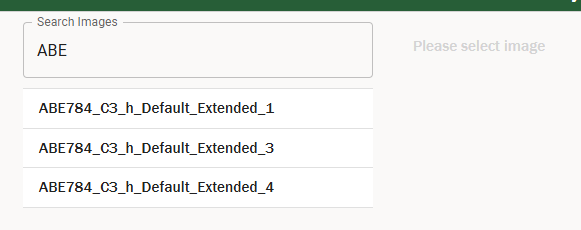 Search Images
ABE
Please select image
ABE784_C3_h_Default_Extended_1
ABE784_C3_h_Default_Extended_3
ABE784_C3_h_Default_Extended_4